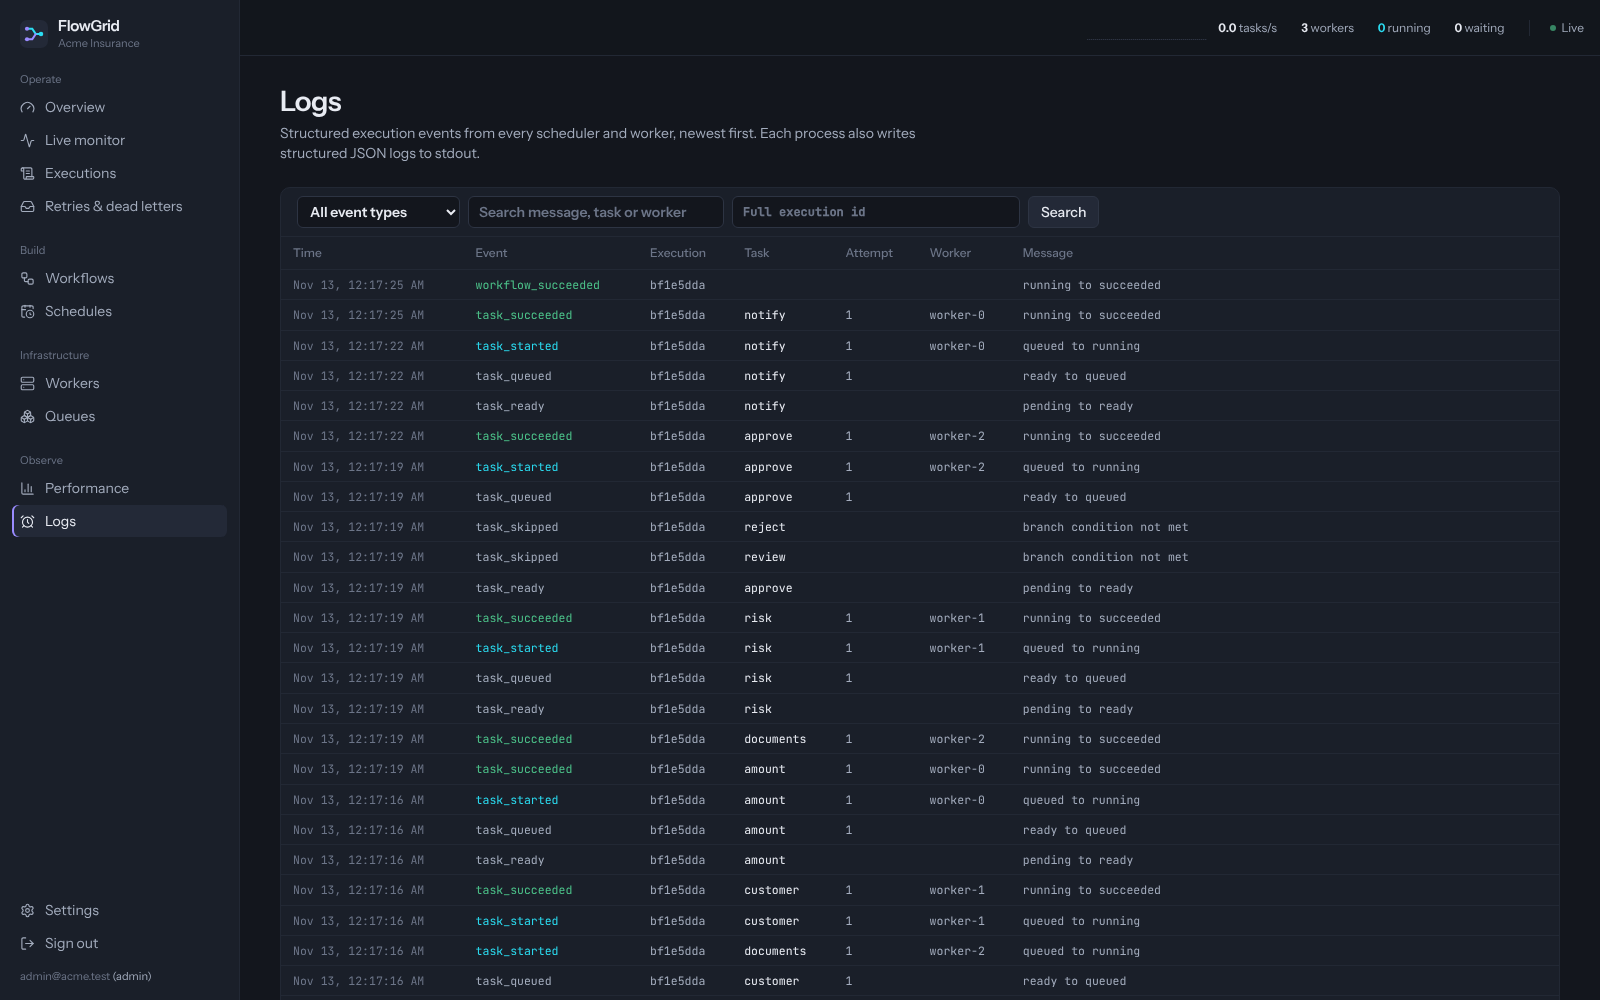 FlowGrid
Acme Insurance
Operate
Overview
Live monitor
Executions
Retries & dead letters
Build
Workflows
Schedules
Infrastructure
Workers
Queues
Observe
Performance
Logs
Settings
Sign out
admin@acme.test (admin)
0.0 tasks/s 3 workers 0 running 0 waiting Live
Logs
Structured execution events from every scheduler and worker, newest first. Each process also writes
structured JSON logs to stdout.
All event types Search message, task or worker Full execution id Search
Time Event Execution Task Attempt Worker Message
Nov 13, 12:17:25 AM workflow_succeeded bf1e5dda running to succeeded
Nov 13, 12:17:25 AM task_succeeded bf1e5dda notify 1 worker-0 running to succeeded
Nov 13, 12:17:22 AM task_started bf1e5dda notify 1 worker-0 queued to running
Nov 13, 12:17:22 AM task_queued bf1e5dda notify 1 ready to queued
Nov 13, 12:17:22 AM task_ready bf1e5dda notify pending to ready
Nov 13, 12:17:22 AM task_succeeded bf1e5dda approve 1 worker-2 running to succeeded
Nov 13, 12:17:19 AM task_started bf1e5dda approve 1 worker-2 queued to running
Nov 13, 12:17:19 AM task_queued bf1e5dda approve 1 ready to queued
Nov 13, 12:17:19 AM task_skipped bf1e5dda reject branch condition not met
Nov 13, 12:17:19 AM task_skipped bf1e5dda review branch condition not met
Nov 13, 12:17:19 AM task_ready bf1e5dda approve pending to ready
Nov 13, 12:17:19 AM task_succeeded bf1e5dda risk 1 worker-1 running to succeeded
Nov 13, 12:17:19 AM task_started bf1e5dda risk 1 worker-1 queued to running
Nov 13, 12:17:19 AM task_queued bf1e5dda risk 1 ready to queued
Nov 13, 12:17:19 AM task_ready bf1e5dda risk pending to ready
Nov 13, 12:17:19 AM task_succeeded bf1e5dda documents 1 worker-2 running to succeeded
Nov 13, 12:17:19 AM task_succeeded bf1e5dda amount 1 worker-0 running to succeeded
Nov 13, 12:17:16 AM task_started bf1e5dda amount 1 worker-0 queued to running
Nov 13, 12:17:16 AM task_queued bf1e5dda amount 1 ready to queued
Nov 13, 12:17:16 AM task_ready bf1e5dda amount pending to ready
Nov 13, 12:17:16 AM task_succeeded bf1e5dda customer 1 worker-1 running to succeeded
Nov 13, 12:17:16 AM task_started bf1e5dda customer 1 worker-1 queued to running
Nov 13, 12:17:16 AM task_started bf1e5dda documents 1 worker-2 queued to running
Nov 13, 12:17:16 AM task_queued bf1e5dda customer 1 ready to queued